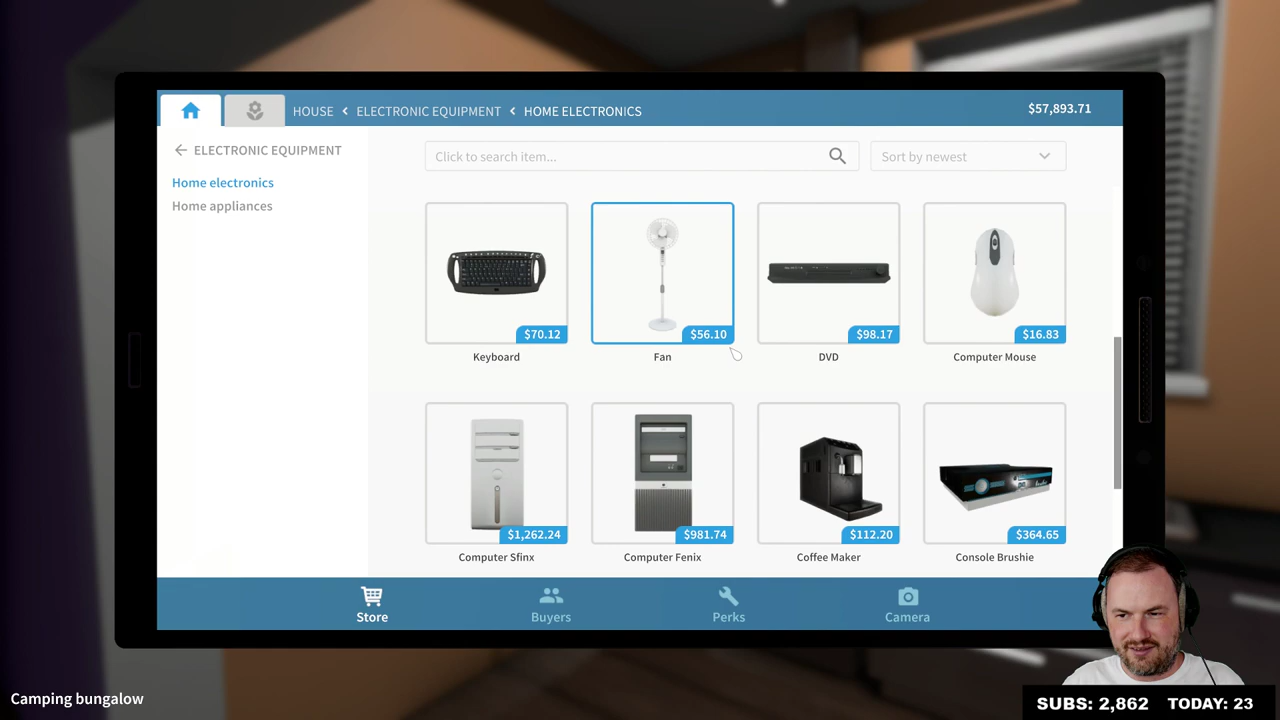 HOUSE < ELECTRONIC EQUIPMENT < HOME ELECTRONICS
$57,893.71
ELECTRONIC EQUIPMENT
Home electronics
Home appliances
Click to search item...
Sort by newest
$70.12
$56.10
$98.17
$16.83
Keyboard
Fan
DVD
Computer Mouse
$1,262.24
$981.74
$112.20
$364.65
Computer Sfinx
Computer Fenix
Coffee Maker
Console Brushie
Store
Buyers
Perks
Camera
Camping bungalow
SUBS: 2,862
TODAY: 23